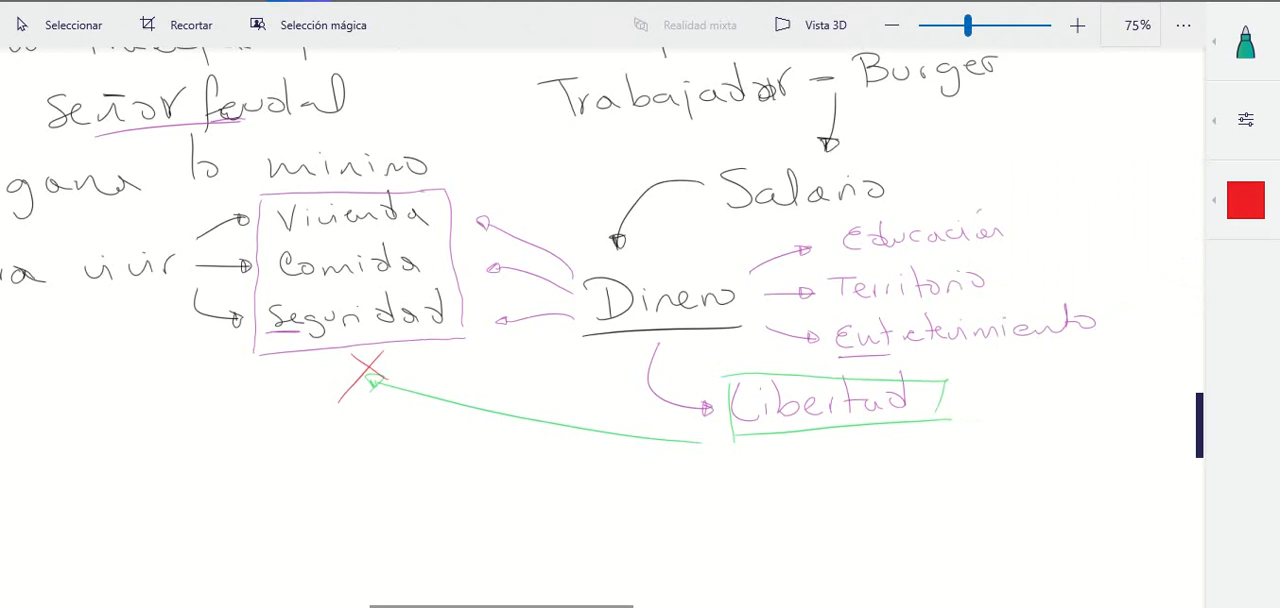 Seleccionar Recortar Selección mágica Realidad mixta Vista 3D 75%
Señor feudal
gana lo minino
vivir
Vivienda
Comida
Seguridad
Trabajador - Burger
Salario
Dinero
Educación
Territorio
Entretenimiento
Libertad